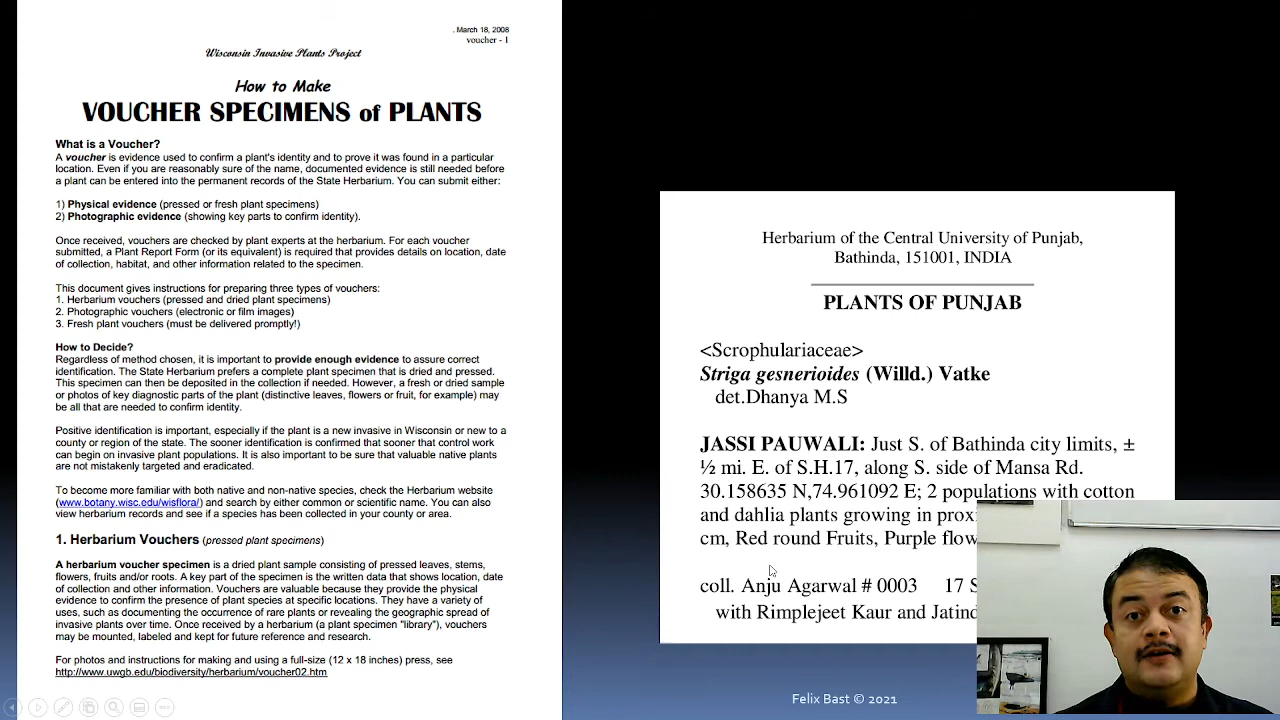 . March 18, 2008
voucher - 1
Wisconsin Invasive Plants Project
How to Make
VOUCHER SPECIMENS of PLANTS
What is a Voucher?
A voucher is evidence used to confirm a plant's identity and to prove it was found in a particular
location. Even if you are reasonably sure of the name, documented evidence is still needed before
a plant can be entered into the permanent records of the State Herbarium. You can submit either:
1) Physical evidence (pressed or fresh plant specimens)
2) Photographic evidence (showing key parts to confirm identity).
Once received, vouchers are checked by plant experts at the herbarium. For each voucher
submitted, a Plant Report Form (or its equivalent) is required that provides details on location, date
of collection, habitat, and other information related to the specimen.
This document gives instructions for preparing three types of vouchers:
1. Herbarium vouchers (pressed and dried plant specimens)
2. Photographic vouchers (electronic or film images)
3. Fresh plant vouchers (must be delivered promptly!)
How to Decide?
Regardless of method chosen, it is important to provide enough evidence to assure correct
identification. The State Herbarium prefers a complete plant specimen that is dried and pressed.
This specimen can then be deposited in the collection if needed. However, a fresh or dried sample
or photos of key diagnostic parts of the plant (distinctive leaves, flowers or fruit, for example) may
be all that are needed to confirm identity.
Positive identification is important, especially if the plant is a new invasive in Wisconsin or new to a
county or region of the state. The sooner identification is confirmed that sooner that control work
can begin on invasive plant populations. It is also important to be sure that valuable native plants
are not mistakenly targeted and eradicated.
To become more familiar with both native and non-native species, check the Herbarium website
(www.botany.wisc.edu/wisflora/) and search by either common or scientific name. You can also
view herbarium records and see if a species has been collected in your county or area.
1. Herbarium Vouchers (pressed plant specimens)
A herbarium voucher specimen is a dried plant sample consisting of pressed leaves, stems,
flowers, fruits and/or roots. A key part of the specimen is the written data that shows location, date
of collection and other information. Vouchers are valuable because they provide the physical
evidence to confirm the presence of plant species at specific locations. They have a variety of
uses, such as documenting the occurrence of rare plants or revealing the geographic spread of
invasive plants over time. Once received by a herbarium (a plant specimen "library"), vouchers
may be mounted, labeled and kept for future reference and research.
For photos and instructions for making and using a full-size (12 x 18 inches) press, see
http://www.uwgb.edu/biodiversity/herbarium/voucher02.htm
Herbarium of the Central University of Punjab,
Bathinda, 151001, INDIA
PLANTS OF PUNJAB
<Scrophulariaceae>
Striga gesnerioides (Willd.) Vatke
det.Dhanya M.S
JASSI PAUWALI: Just S. of Bathinda city limits, ±
½ mi. E. of S.H.17, along S. side of Mansa Rd.
30.158635 N,74.961092 E; 2 populations with cotton
and dahlia plants growing in
cm, Red round Fruits, Purple
coll. Anju Agarwal # 0003 17
with Rimplejeet Kaur and
Felix Bast © 2021